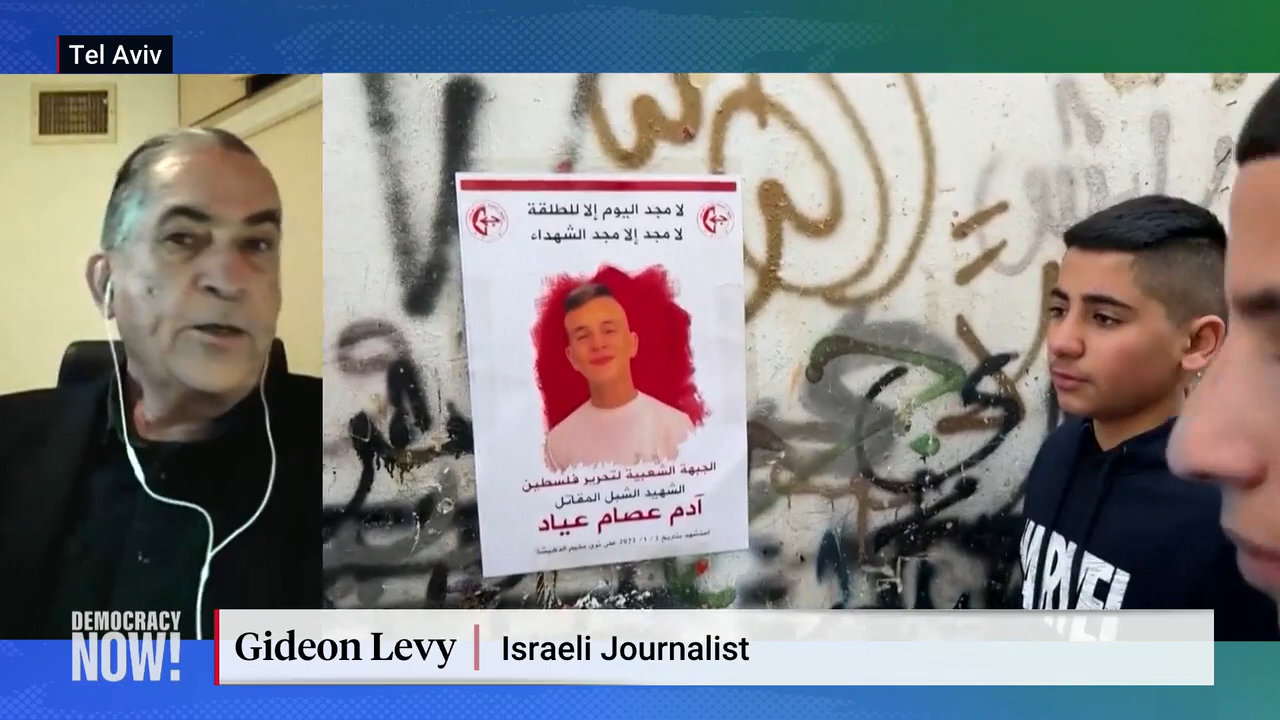 Tel Aviv
لا مجد اليوم إلا للطلقة
لا مجد إلا مجد الشهداء
الجبهة الشعبية لتحرير فلسطين
الشهيد الشبل المقاتل
آدم عصام عياد
MARVEL
DEMOCRACY
NOW!
Gideon Levy | Israeli Journalist